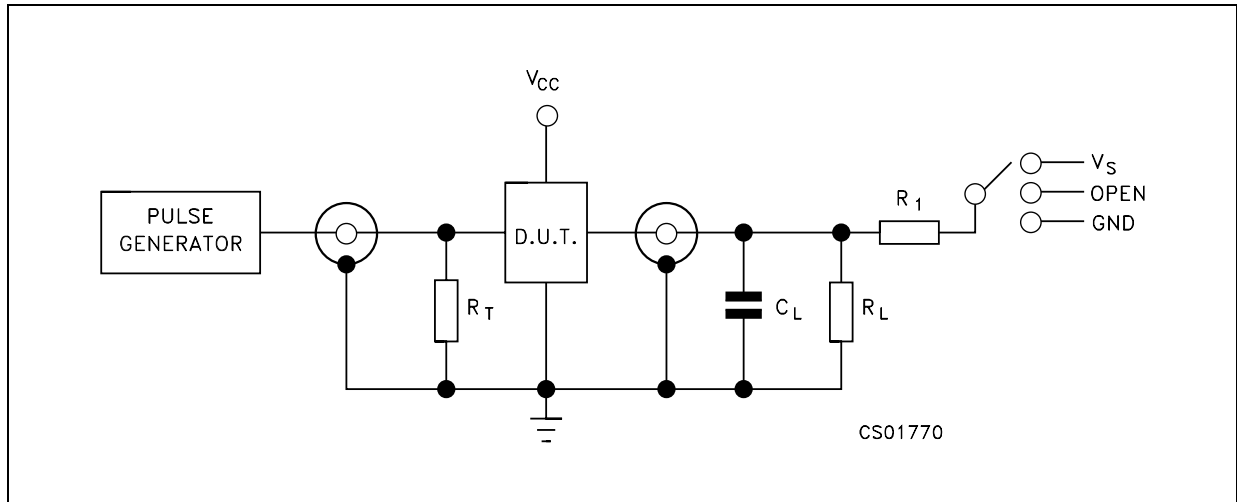 VCC
PULSE
GENERATOR
D.U.T.
RT
CL
RL
R1
VS
OPEN
GND
CS01770